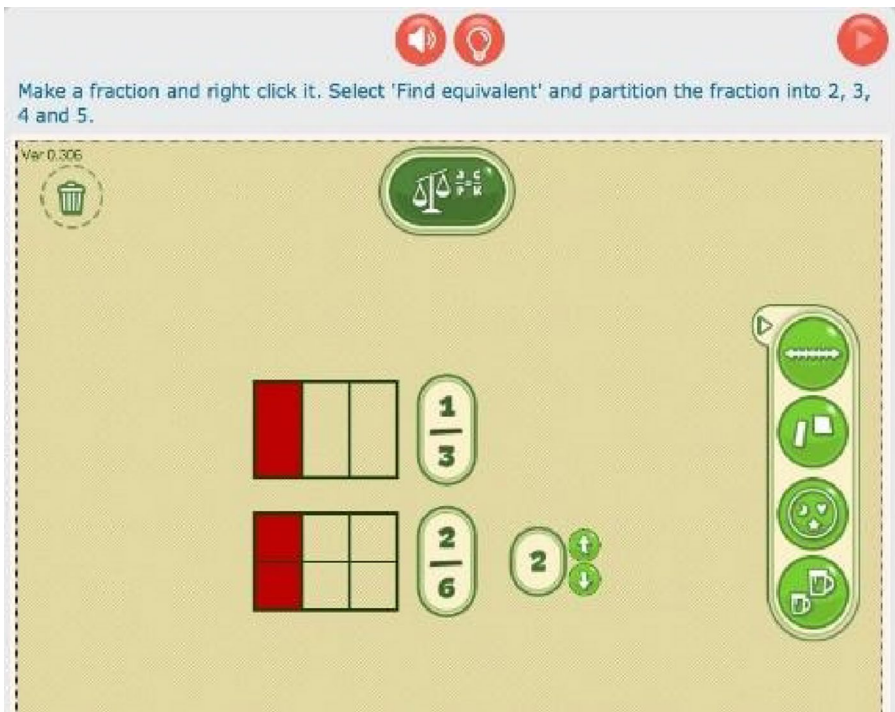 Make a fraction and right click it. Select 'Find equivalent' and partition the fraction into 2, 3,
4 and 5.
Ver 0.306
1
3
2
6
2